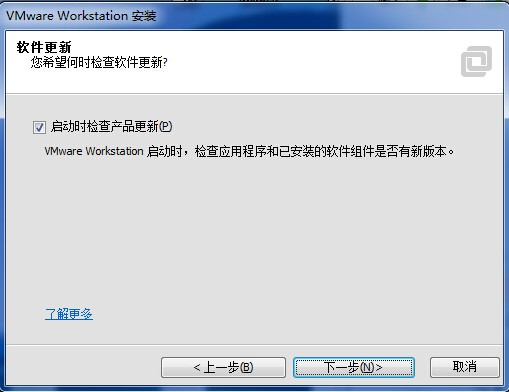 VMware Workstation 安装
软件更新
您希望何时检查软件更新?
启动时检查产品更新(P)
VMware Workstation 启动时，检查应用程序和已安装的软件组件是否有新版本。
了解更多
< 上一步(B)
下一步(N)>
取消